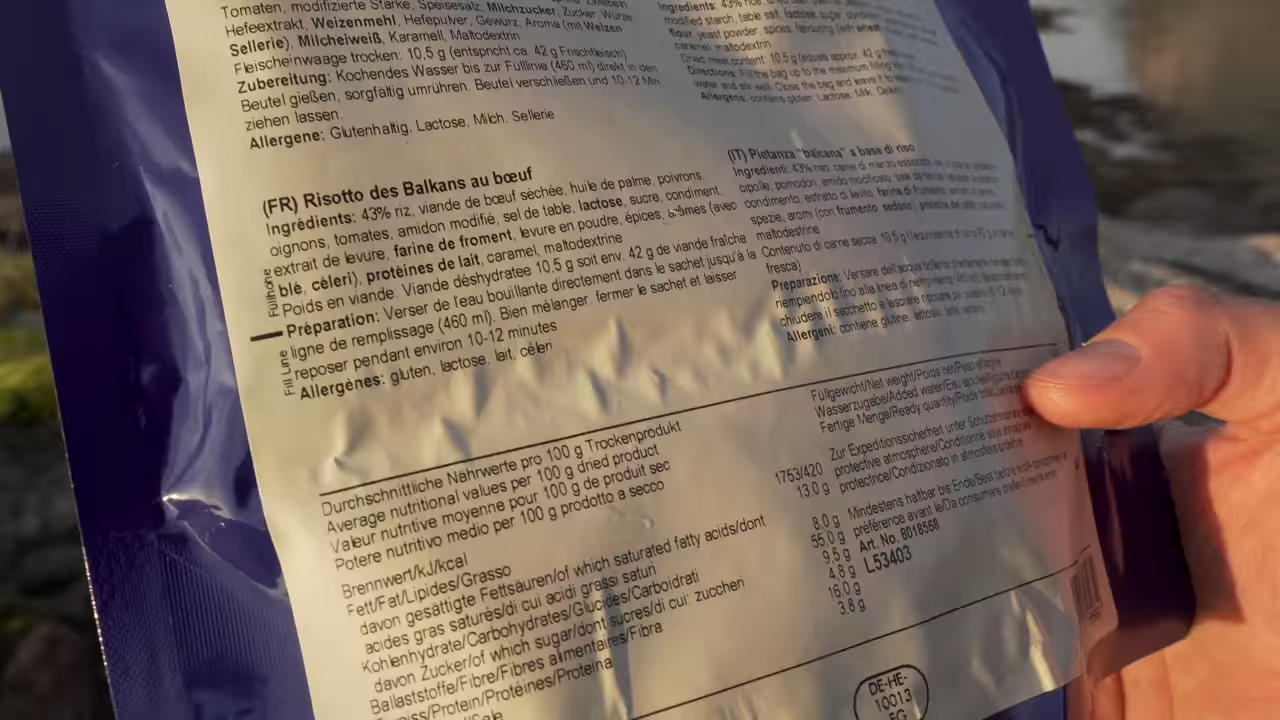 Tomaten, modifizierte Stärke, Speisesalz, Milchzucker, Zucker, Würze
Hefeextrakt, Weizenmehl, Hefepulver, Gewürz, Aroma (mit Weizen
Sellerie), Milcheiweiß, Karamell, Maltodextrin
Fleischeinwaage trocken: 10,5 g (entspricht ca. 42 g Frischfleisch)
Zubereitung: Kochendes Wasser bis zur Fülllinie (460 ml) direkt in den
Beutel gießen, sorgfältig umrühren. Beutel verschließen und 10-12 Min
ziehen lassen.
Allergene: Glutenhaltig, Lactose, Milch, Sellerie
Ingredients: 43% rice,
modified starch, table salt, lactose, sugar
flour, yeast powder, spices, flavouring (with wheat
caramel, maltodextrin
Dried meat content: 10,5 g (equals approx. 42 g
Directions: Fill the bag up to the maximum filling
water and stir well. Close the bag and leave it to
Allergens: contains gluten, Lactose, Milk,
(FR) Risotto des Balkans au bœuf
Ingrédients: 43% riz, viande de bœuf séchée, huile de palme, poivrons,
oignons, tomates, amidon modifié, sel de table, lactose, sucre, condiment,
extrait de levure, farine de froment, levure en poudre, épices, arômes (avec
blé, céleri), protéines de lait, caramel, maltodextrine
Poids en viande: Viande déshydratee 10,5 g soit env. 42 g de viande fraîche
Préparation: Verser de l'eau bouillante directement dans le sachet jusqu'à la
ligne de remplissage (460 ml). Bien mélanger, fermer le sachet et laisser
reposer pendant environ 10-12 minutes
Allergènes: gluten, lactose, lait, céleri
Fill Line
(IT) Pietanza "balcana" a base di riso
Ingredienti: 43% riso, carne di manzo
cipolle, pomodori, amido modificato,
condimento, estratto di lievito, farina di frumento,
spezie, aromi (con frumento, sedano), proteine del latte,
maltodestrine
Contenuto di carne secca: 10,5 g
fresca)
Preparazione: Versare dell'acqua bollente direttamente
riempiendolo fino alla linea di riempimento
chiudere il sacchetto e lasciare riposare per
Allergeni: contiene glutine, lattosio,
Durchschnittliche Nährwerte pro 100 g Trockenprodukt
Average nutritional values per 100 g dried product
Valeur nutritive moyenne pour 100 g de produit sec
Potere nutritivo medio per 100 g prodotto a secco
Brennwert/kJ/kcal 1753/420
Fett/Fat/Lipides/Grasso 13.0 g
davon gesättigte Fettsäuren/of which saturated fatty acids/dont
acides gras saturés/di cui acidi grassi saturi 8,0 g
Kohlenhydrate/Carbohydrates/Glucides/Carboidrati 55,0 g
davon Zucker/of which sugar/dont sucres/di cui: zuccheri 9,5 g
Ballaststoffe/Fibre/Fibres alimentaires/Fibra 4,8 g
/Protein/Protéines/Proteina 16,0 g
3,8 g
Füllgewicht/Net weight/Poids net/
Wasserzugabe/Added water/Eau
Fertige Menge/Ready quantity/Poids
Zur Expeditionssicherheit unter
protective atmosphere/Conditionné sous
protectrice/Condizionato in atmosfera
Mindestens haltbar bis Ende/Best before
préférence avant le/Da consumare
Art. No. 8018568
L53403
DE-HE-
10013
EG